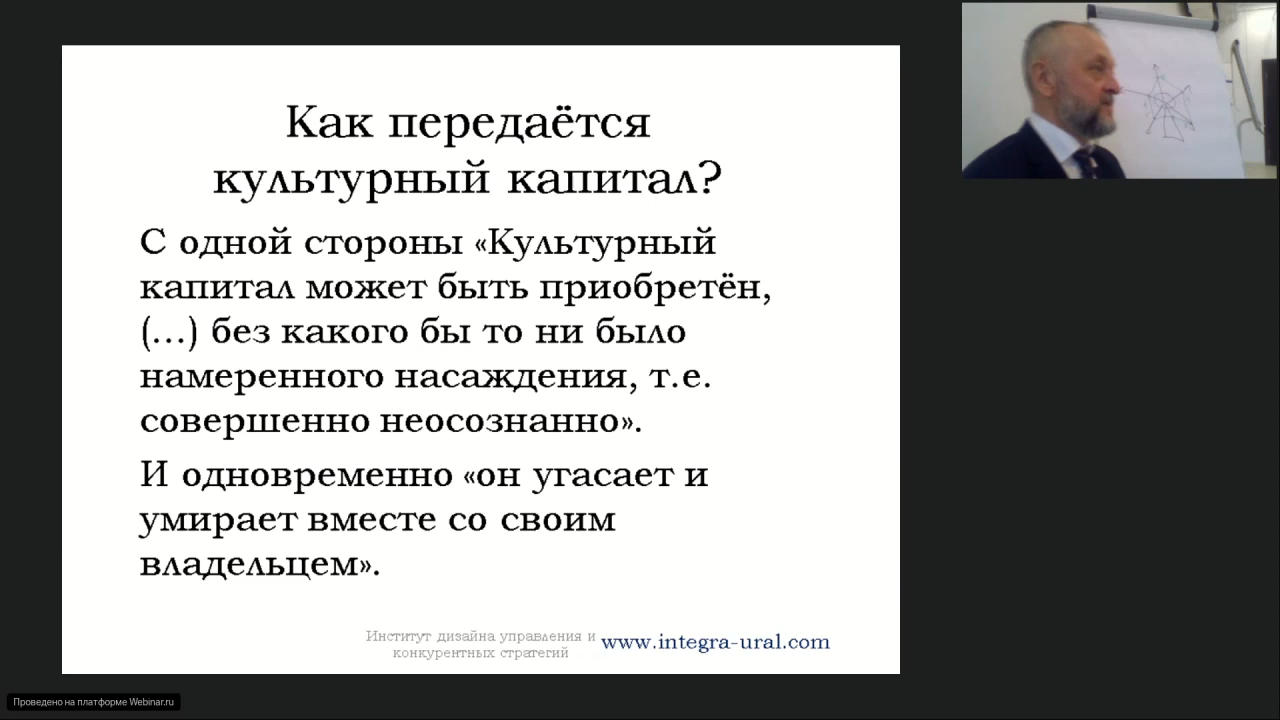 Как передаётся
культурный капитал?
С одной стороны «Культурный
капитал может быть приобретён,
(...) без какого бы то ни было
намеренного насаждения, т.е.
совершенно неосознанно».
И одновременно «он угасает и
умирает вместе со своим
владельцем».
Институт дизайна управления и
конкурентных стратегий
www.integra-ural.com
Проведено на платформе Webinar.ru